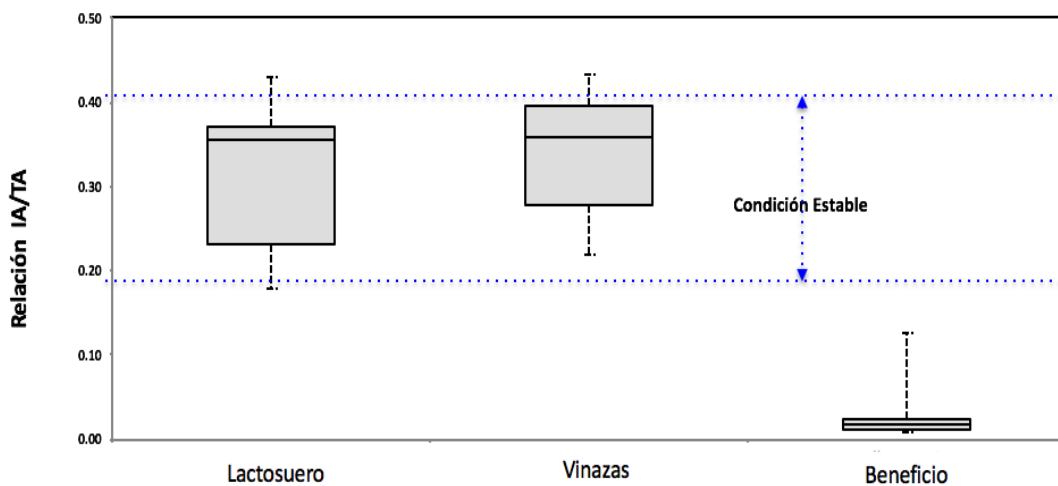 0.50
0.40
0.30
0.20
0.10
0.00
Relación IA/TA
Condición Estable
Lactosuero
Vinazas
Beneficio